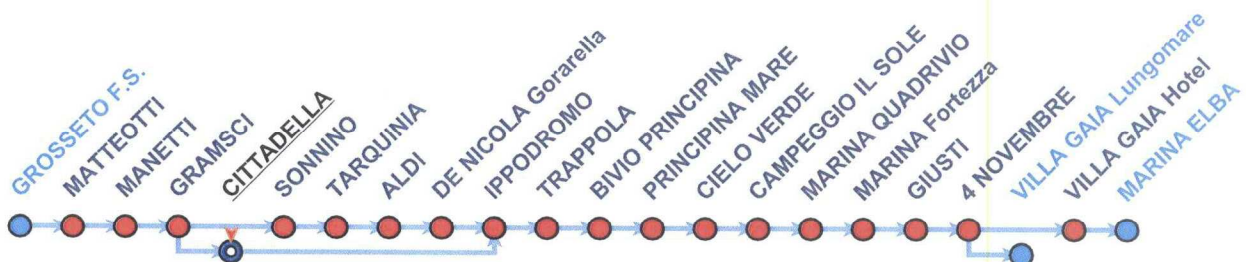 GROSSETO F.S.
MATTEOTTI
MANETTI
GRAMSCI
CITTADELLA
SONNINO
TARQUINIA
ALDI
DE NICOLA Gorarella
IPPODROMO
TRAPPOLA
BIVIO PRINCIPINA
PRINCIPINA MARE
CIELO VERDE
CAMPEGGIO IL SOLE
MARINA QUADRIVIO
MARINA Fortezza
GIUSTI
4 NOVEMBRE
VILLA GAIA Lungomare
VILLA GAIA Hotel
MARINA ELBA